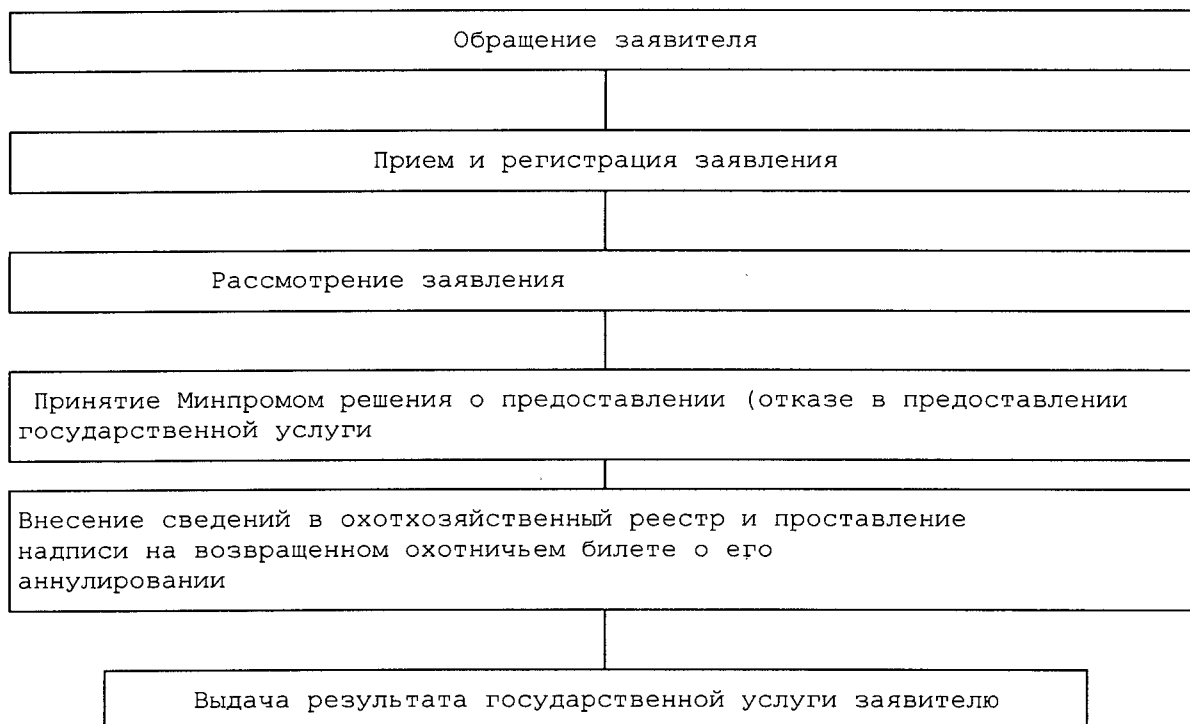 Обращение заявителя
Прием и регистрация заявления
Рассмотрение заявления
Принятие Минпромом решения о предоставлении (отказе в предоставлении
государственной услуги
Внесение сведений в охотхозяйственный реестр и проставление
надписи на возвращенном охотничьем билете о его
аннулировании
Выдача результата государственной услуги заявителю